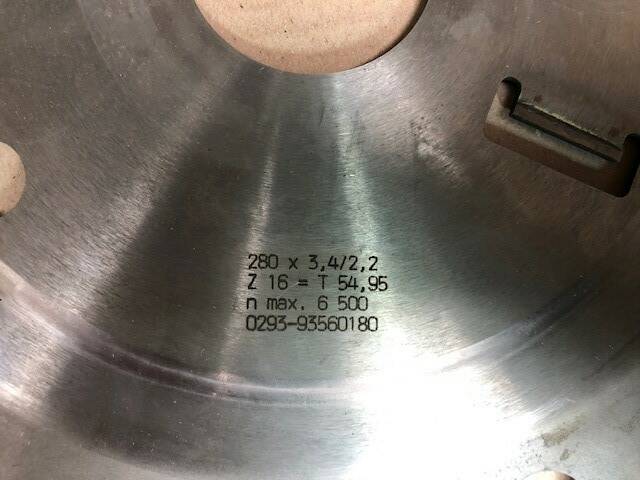 280 x 3,4/2,2
Z 16 = T 54,95
n max. 6 500
0293-93560180